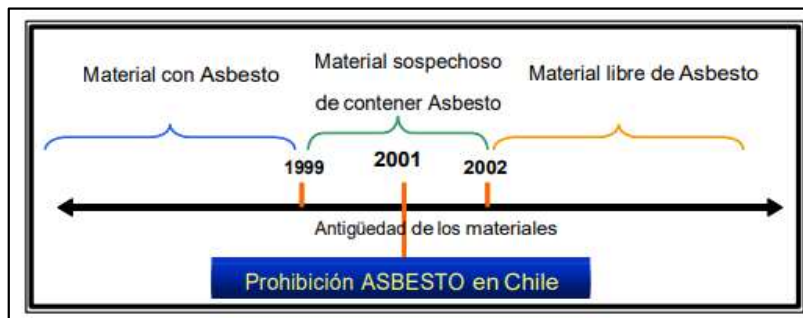 Material con Asbesto
Material sospechoso
de contener Asbesto
Material libre de Asbesto
1999
2001
2002
Antigüedad de los materiales
Prohibición ASBESTO en Chile